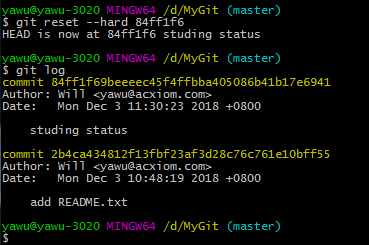 yawu@yawu-3020 MINGW64 /d/MyGit (master)
$ git reset --hard 84ff1f6
HEAD is now at 84ff1f6 studing status
yawu@yawu-3020 MINGW64 /d/MyGit (master)
$ git log
commit 84ff1f69beeeec45f4ffbba405086b41b17e6941
Author: Will <yawu@acxiom.com>
Date:   Mon Dec 3 11:30:23 2018 +0800
studing status
commit 2b4ca434812f13fbf23af3d28c76c761e10bff55
Author: Will <yawu@acxiom.com>
Date:   Mon Dec 3 10:48:19 2018 +0800
add README.txt
yawu@yawu-3020 MINGW64 /d/MyGit (master)
$